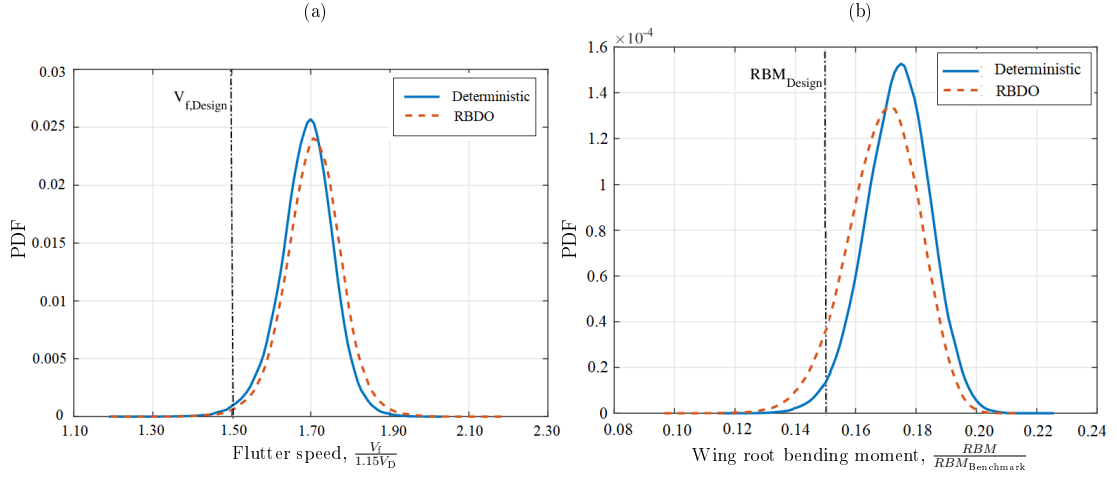 (a)
PDF
0.03
0.025
0.02
0.015
0.01
0.005
0
V_f,Design
Deterministic
RBDO
1.10 1.30 1.50 1.70 1.90 2.10 2.30
Flutter speed, V_f / 1.15V_D
(b)
×10^-4
PDF
1.6
1.4
1.2
1
0.8
0.6
0.4
0.2
0
RBM_Design
Deterministic
RBDO
0.08 0.10 0.12 0.14 0.16 0.18 0.20 0.22 0.24
Wing root bending moment, RBM / RBM_Benchmark